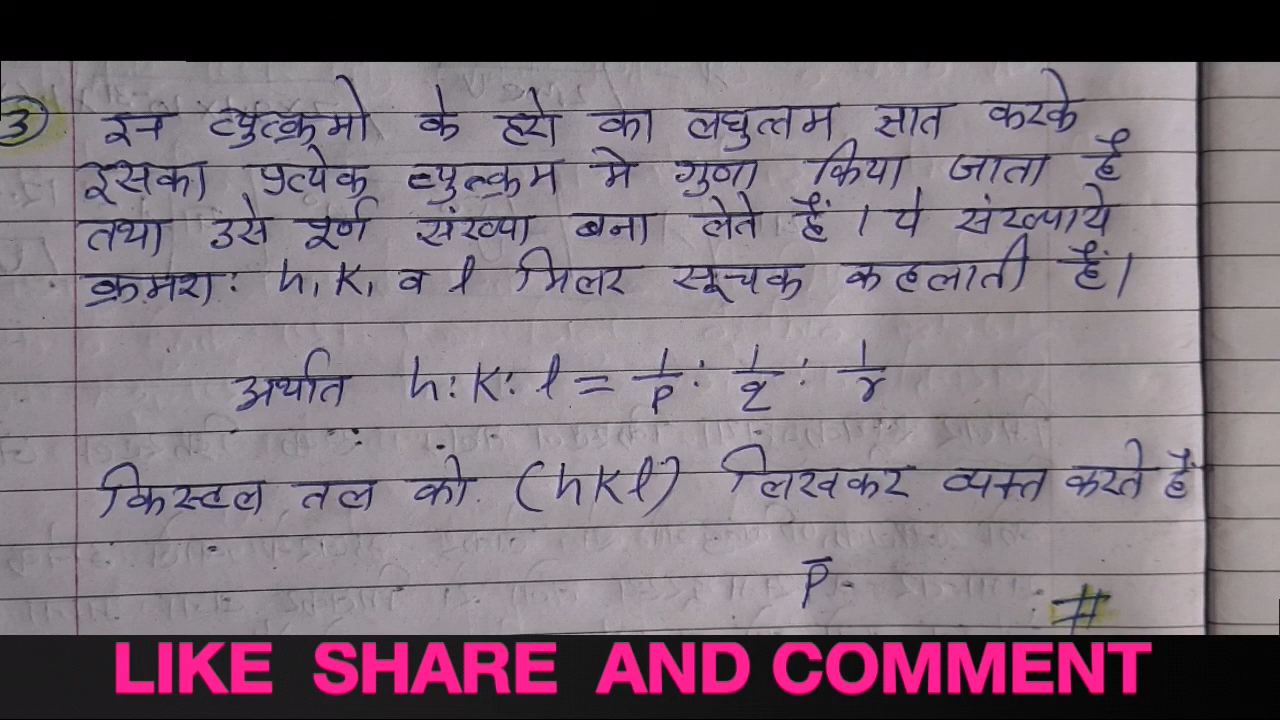 3 इन व्युत्क्रमो के हरो का लघुत्तम सात करके
इसका प्रत्येक व्युत्क्रम मे गुणा किया जाता है
तथा उसे पूर्ण संख्या बना लेते हैं । ये संख्याये
क्रमश: h, K, व l मिलर सूचक कहलाती हैं।
अर्थात h:K:l = 1/p : 1/q : 1/r
क्रिस्टल तल को (hKl) लिखकर व्यक्त करते हैं
P̅.
#
LIKE SHARE AND COMMENT